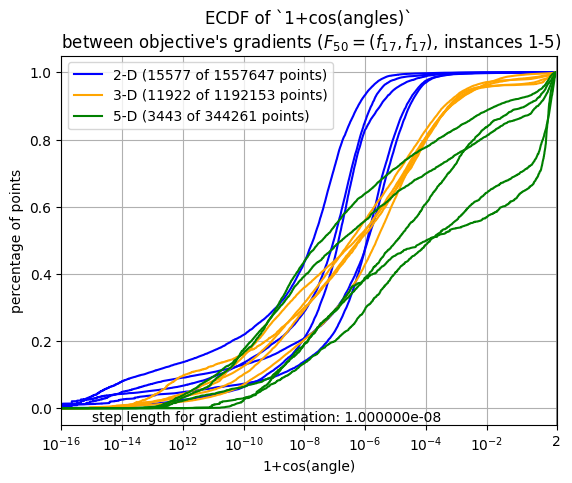 ECDF of `1+cos(angles)`
between objective's gradients (F₅₀ = (f₁₇, f₁₇), instances 1-5)
1.0
0.8
0.6
0.4
0.2
0.0
percentage of points
2-D (15577 of 1557647 points)
3-D (11922 of 1192153 points)
5-D (3443 of 344261 points)
step length for gradient estimation: 1.000000e-08
10⁻¹⁶ 10⁻¹⁴ 10⁻¹² 10⁻¹⁰ 10⁻⁸ 10⁻⁶ 10⁻⁴ 10⁻² 2
1+cos(angle)